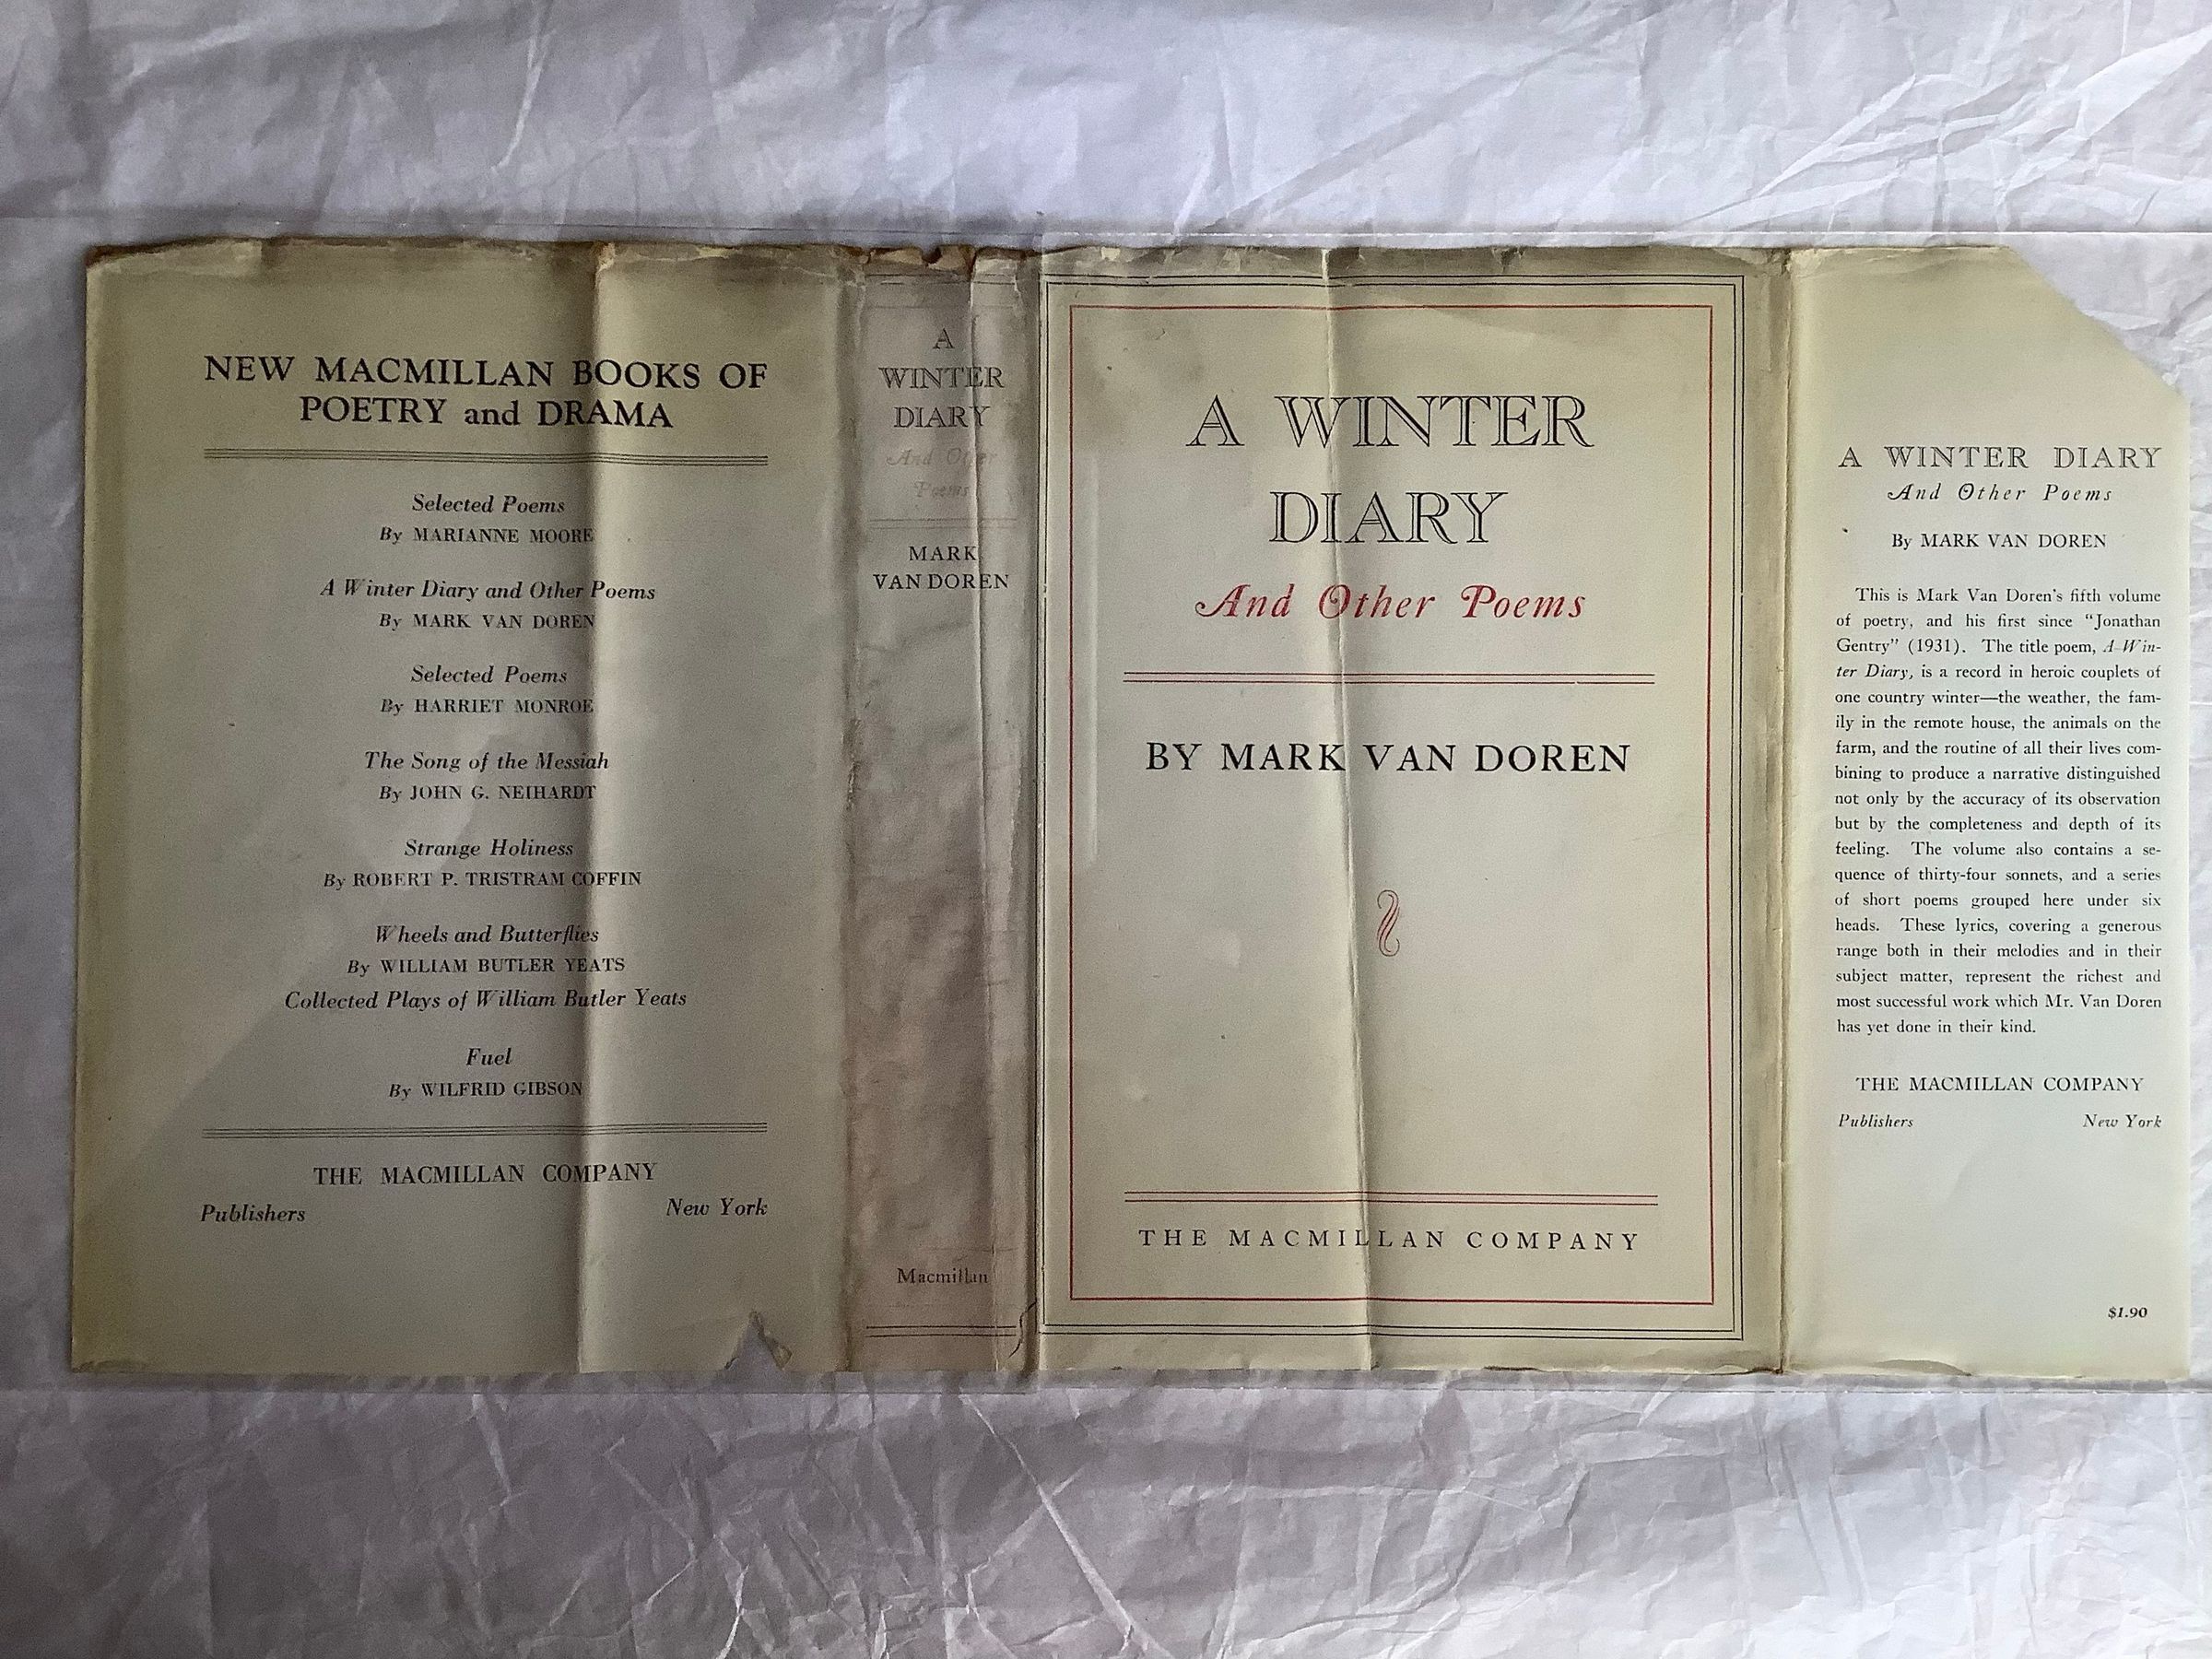 NEW MACMILLAN BOOKS OF
POETRY and DRAMA
Selected Poems
By MARIANNE MOORE
A Winter Diary and Other Poems
By MARK VAN DOREN
Selected Poems
By HARRIET MONROE
The Song of the Messiah
By JOHN G. NEIHARDT
Strange Holiness
By ROBERT P. TRISTRAM COFFIN
Wheels and Butterflies
By WILLIAM BUTLER YEATS
Collected Plays of William Butler Yeats
Fuel
By WILFRID GIBSON
THE MACMILLAN COMPANY
Publishers New York
A
WINTER
DIARY
And Other
Poems
MARK
VAN DOREN
Macmillan
A WINTER
DIARY
And Other Poems
BY MARK VAN DOREN
THE MACMILLAN COMPANY
A WINTER DIARY
And Other Poems
By MARK VAN DOREN
This is Mark Van Doren's fifth volume
of poetry, and his first since "Jonathan
Gentry" (1931). The title poem, A Win-
ter Diary, is a record in heroic couplets of
one country winter—the weather, the fam-
ily in the remote house, the animals on the
farm, and the routine of all their lives com-
bining to produce a narrative distinguished
not only by the accuracy of its observation
but by the completeness and depth of its
feeling. The volume also contains a se-
quence of thirty-four sonnets, and a series
of short poems grouped here under six
heads. These lyrics, covering a generous
range both in their melodies and in their
subject matter, represent the richest and
most successful work which Mr. Van Doren
has yet done in their kind.
THE MACMILLAN COMPANY
Publishers New York
$1.90